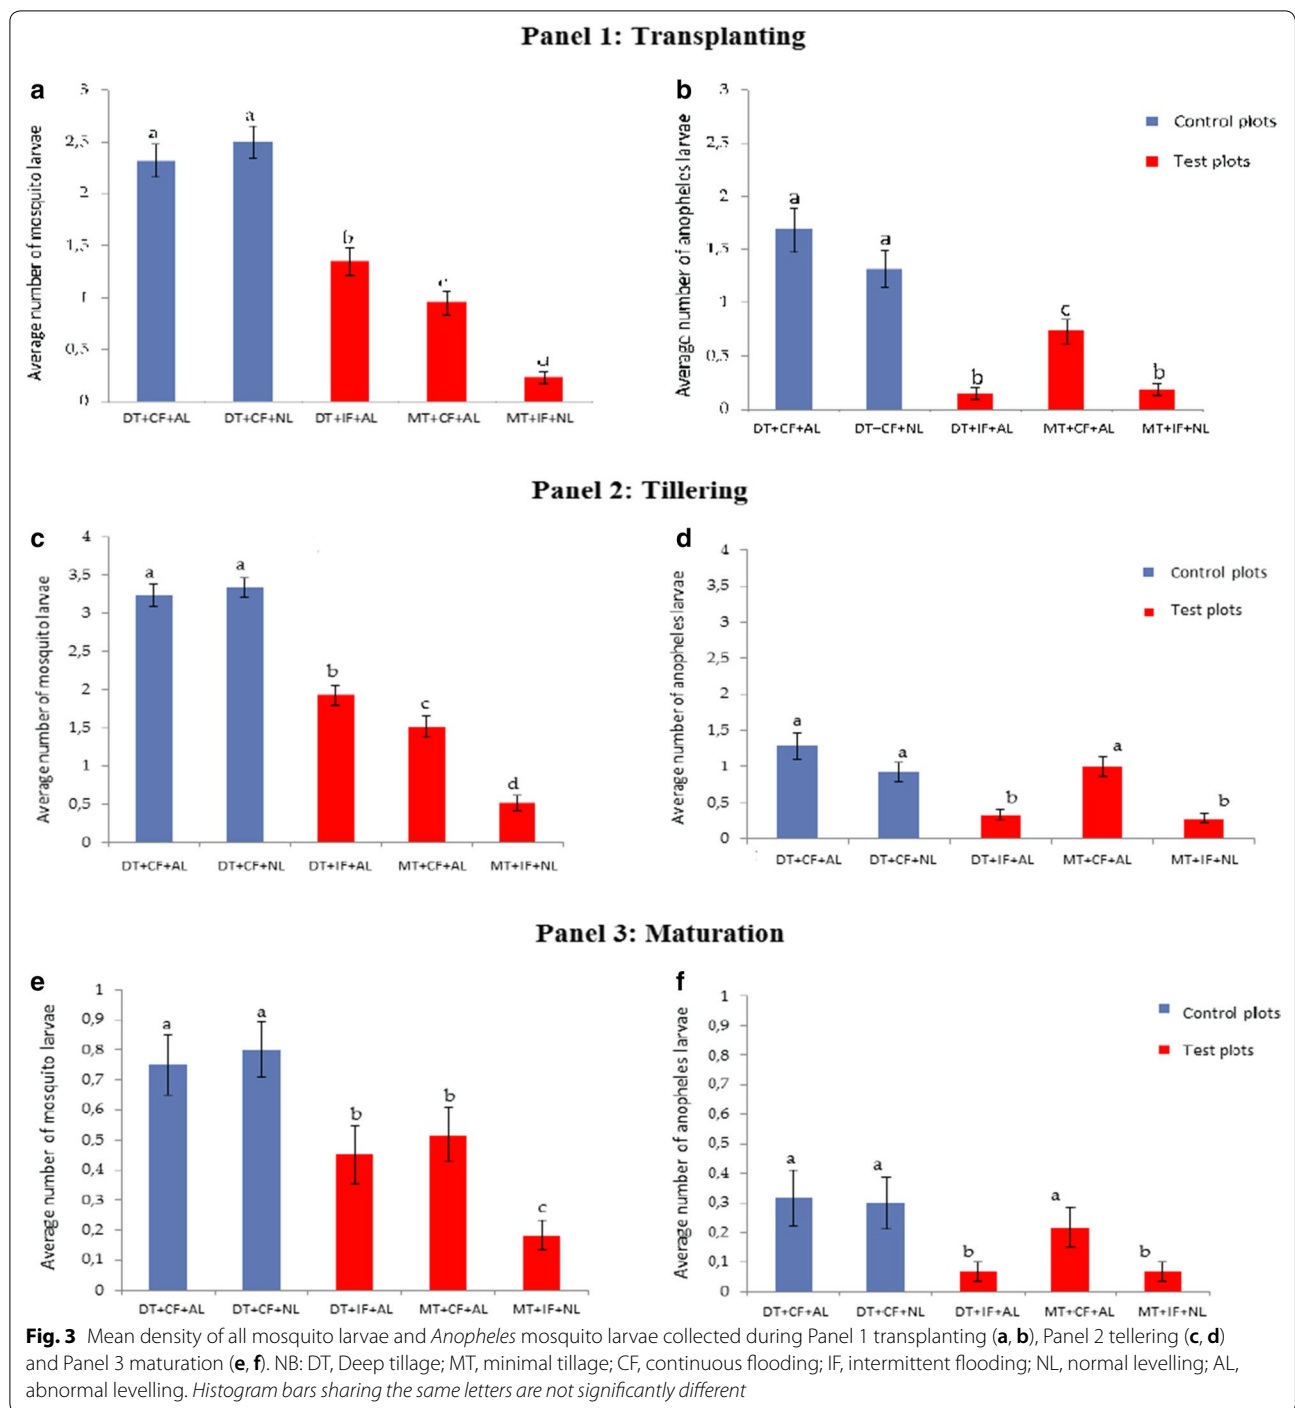 Panel 1: Transplanting
a
Average number of mosquito larvae
3
2,5
2
1,5
1
0,5
0
a
a
b
c
d
DT+CF+AL DT+CF+NL DT+IF+AL MT+CF+AL MT+IF+NL
b
Average number of anopheles larvae
3
2,5
2
1,5
1
0,5
0
a
a
b
c
b
DT+CF+AL DT–CF+NL DT+IF+AL MT+CF+AL MT+IF+NL
Control plots
Test plots
Panel 2: Tillering
c
Average number of mosquito larvae
4
3,5
3
2,5
2
1,5
1
0,5
0
a
a
b
c
d
DT+CF+AL DT+CF+NL DT+IF+AL MT+CF+AL MT+IF+NL
d
Average number of anopheles larvae
4
3,5
3
2,5
2
1,5
1
0,5
0
a
a
b
a
b
DT+CF+AL DT+CF+NL DT+IF+AL MT+CF+AL MT+IF+NL
Control plots
Test plots
Panel 3: Maturation
e
Average number of mosquito larvae
1
0,9
0,8
0,7
0,6
0,5
0,4
0,3
0,2
0,1
0
a
a
b
b
c
DT+CF+AL DT+CF+NL DT+IF+AL MT+CF+AL MT+IF+NL
f
Average number of anopheles larvae
1
0,9
0,8
0,7
0,6
0,5
0,4
0,3
0,2
0,1
0
a
a
b
a
b
DT+CF+AL DT+CF+NL DT+IF+AL MT+CF+AL MT+IF+NL
Control plots
Test plots
Fig. 3 Mean density of all mosquito larvae and Anopheles mosquito larvae collected during Panel 1 transplanting (a, b), Panel 2 tellering (c, d)
and Panel 3 maturation (e, f). NB: DT, Deep tillage; MT, minimal tillage; CF, continuous flooding; IF, intermittent flooding; NL, normal levelling; AL,
abnormal levelling. Histogram bars sharing the same letters are not significantly different